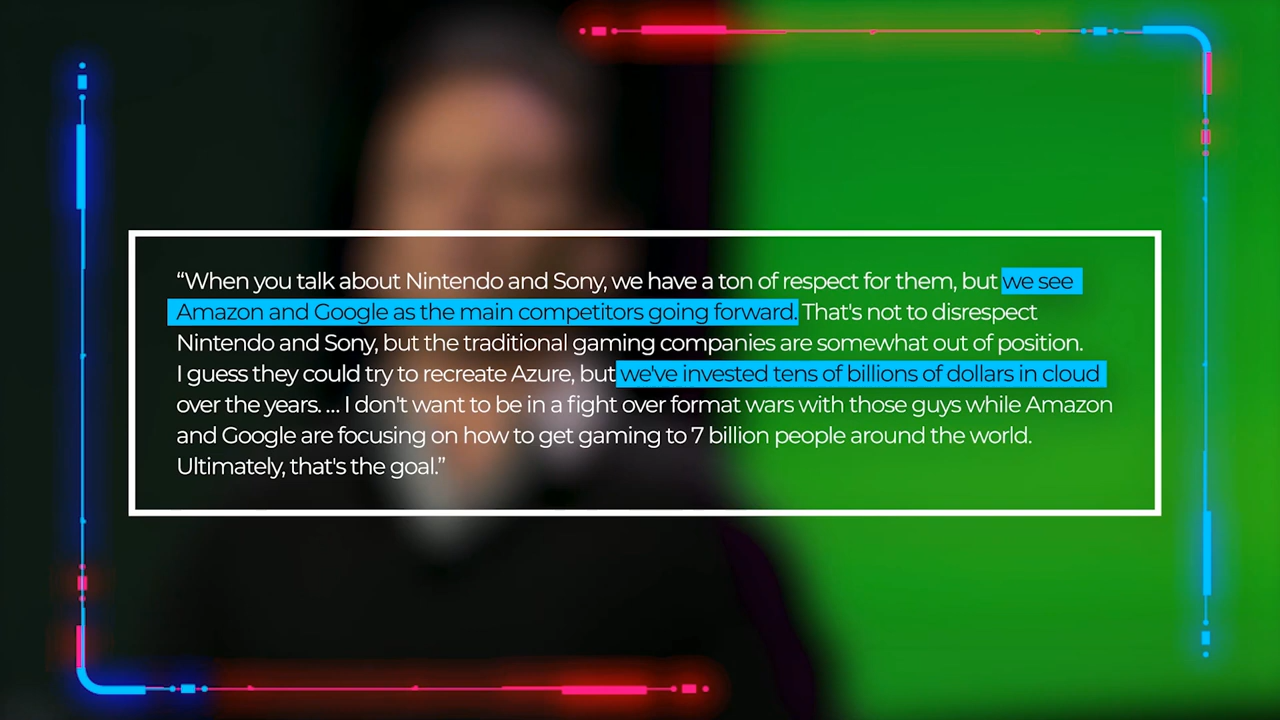 “When you talk about Nintendo and Sony, we have a ton of respect for them, but we see
Amazon and Google as the main competitors going forward. That's not to disrespect
Nintendo and Sony, but the traditional gaming companies are somewhat out of position.
I guess they could try to recreate Azure, but we've invested tens of billions of dollars in cloud
over the years. ... I don't want to be in a fight over format wars with those guys while Amazon
and Google are focusing on how to get gaming to 7 billion people around the world.
Ultimately, that's the goal.”